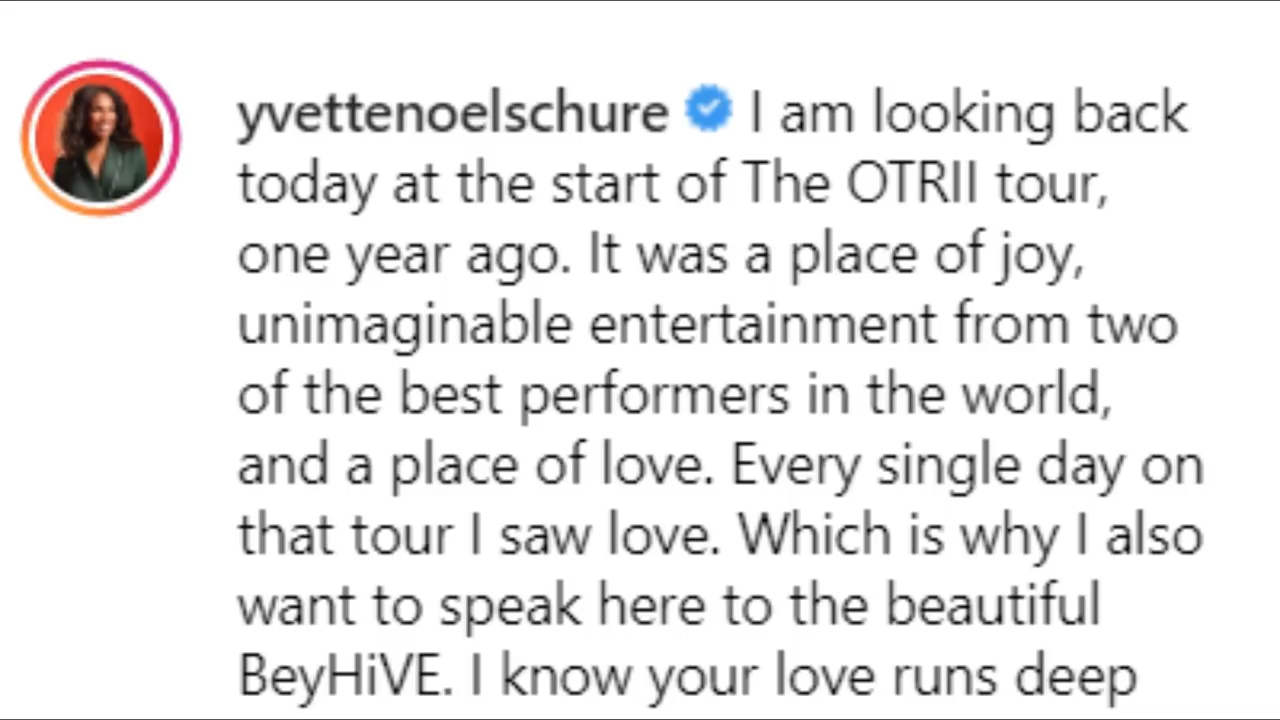 yvettenoelschure I am looking back
today at the start of The OTRII tour,
one year ago. It was a place of joy,
unimaginable entertainment from two
of the best performers in the world,
and a place of love. Every single day on
that tour I saw love. Which is why I also
want to speak here to the beautiful
BeyHiVE. I know your love runs deep